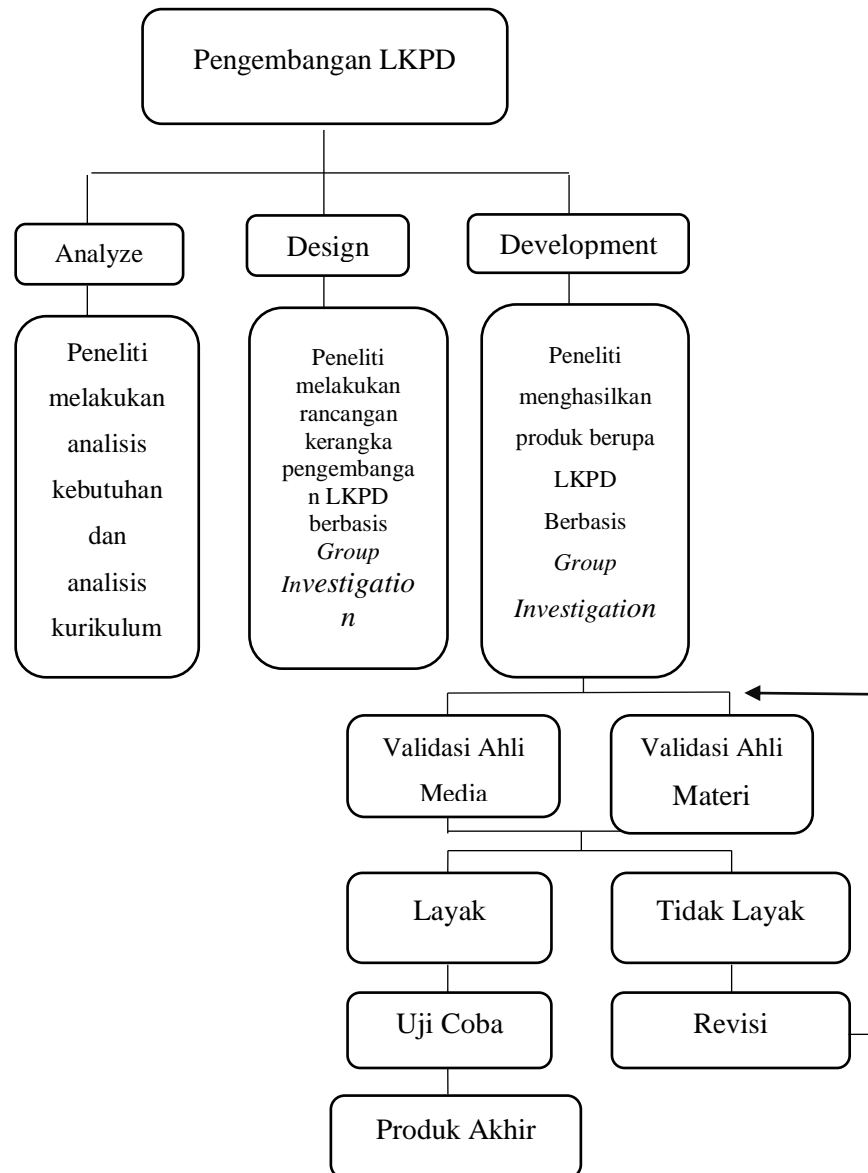 Pengembangan LKPD
Analyze
Design
Development
Peneliti
melakukan
analisis
kebutuhan
dan
analisis
kurikulum
Peneliti
melakukan
rancangan
kerangka
pengembanga
n LKPD
berbasis
Group
Investigatio
n
Peneliti
menghasilkan
produk berupa
LKPD
Berbasis
Group
Investigation
Validasi Ahli
Media
Validasi Ahli
Materi
Layak
Tidak Layak
Uji Coba
Revisi
Produk Akhir